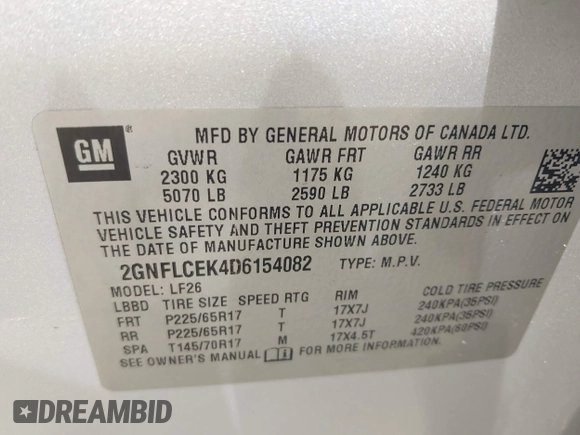 GM ®
MFD BY GENERAL MOTORS OF CANADA LTD.
GVWR GAWR FRT GAWR RR
2300 KG 1175 KG 1240 KG
5070 LB 2590 LB 2733 LB
THIS VEHICLE CONFORMS TO ALL APPLICABLE U.S. FEDERAL MOTOR
VEHICLE SAFETY AND THEFT PREVENTION STANDARDS IN EFFECT ON
THE DATE OF MANUFACTURE SHOWN ABOVE.
2GNFLCEK4D6154082 TYPE: M.P.V.
MODEL: LF26
LBBD TIRE SIZE SPEED RTG RIM COLD TIRE PRESSURE
FRT P225/65R17 T 17X7J 240KPA(35PSI)
RR P225/65R17 T 17X7J 240KPA(35PSI)
SPA T145/70R17 M 17X4.5T 420KPA(60PSI)
SEE OWNER'S MANUAL FOR MORE INFORMATION.
DREAMBID